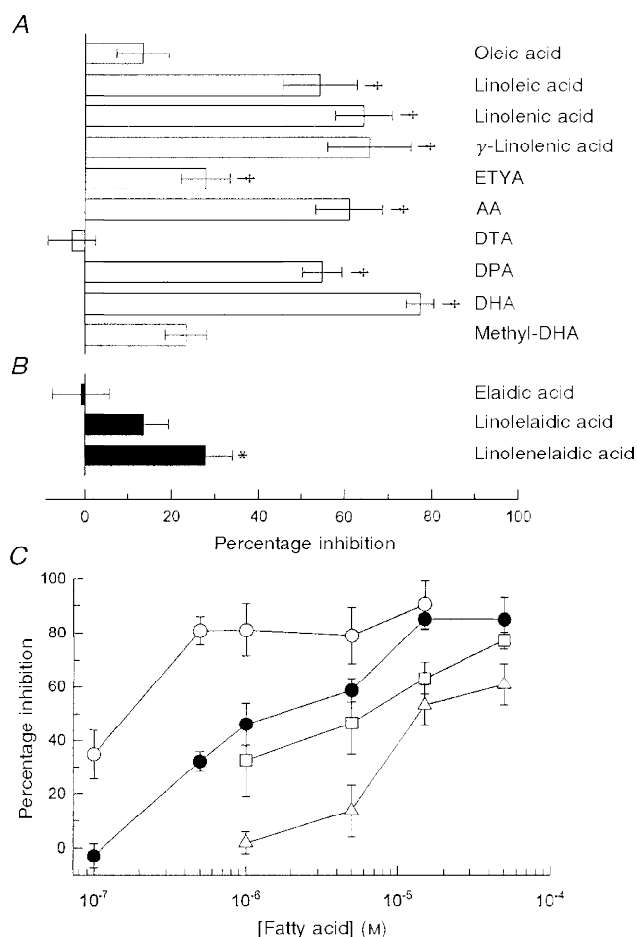 A
Oleic acid
Linoleic acid
Linolenic acid
γ-Linolenic acid
ETYA
AA
DTA
DPA
DHA
Methyl-DHA
B
Elaidic acid
Linolelaidic acid
Linolenelaidic acid
*
0 20 40 60 80 100
Percentage inhibition
C
100
80
60
40
20
0
Percentage inhibition
10⁻⁷ 10⁻⁶ 10⁻⁵ 10⁻⁴
[Fatty acid] (M)